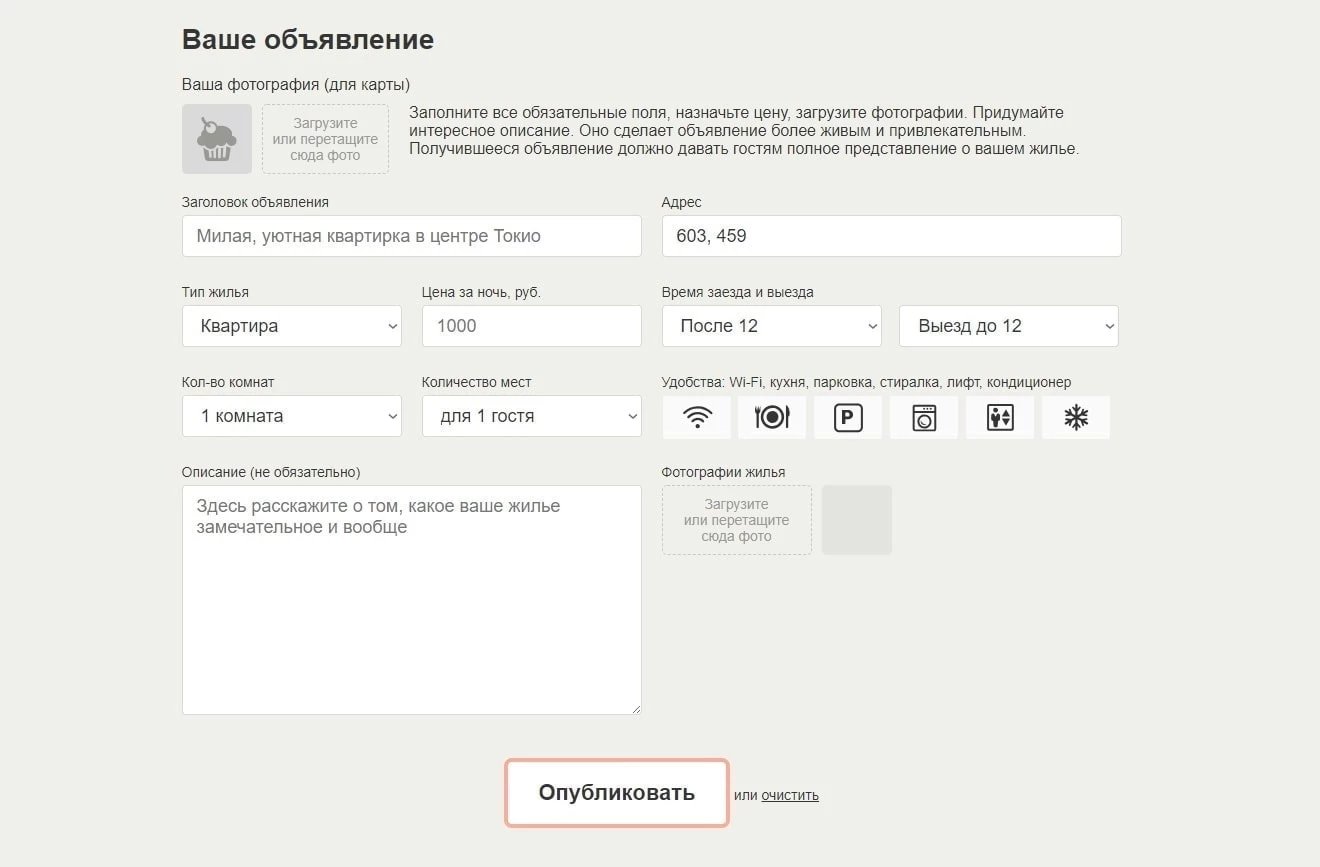 Ваше объявление
Ваша фотография (для карты)
Загрузите
или перетащите
сюда фото
Заполните все обязательные поля, назначьте цену, загрузите фотографии. Придумайте
интересное описание. Оно сделает объявление более живым и привлекательным.
Получившееся объявление должно давать гостям полное представление о вашем жилье.
Заголовок объявления
Адрес
Милая, уютная квартирка в центре Токио
603, 459
Тип жилья
Цена за ночь, руб.
Время заезда и выезда
Квартира
1000
После 12
Выезд до 12
Кол-во комнат
Количество мест
Удобства: Wi-Fi, кухня, парковка, стиралка, лифт, кондиционер
1 комната
для 1 гостя
P
Описание (не обязательно)
Фотографии жилья
Здесь расскажите о том, какое ваше жилье
замечательное и вообще
Загрузите
или перетащите
сюда фото
Опубликовать
или очистить